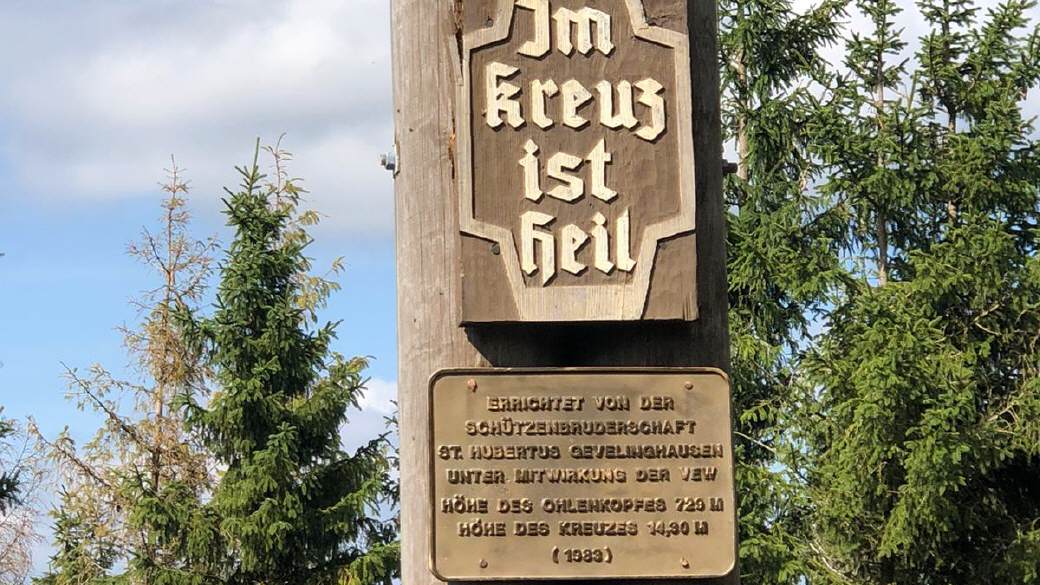 Im
Kreuz
ist
Heil
ERRICHTET VON DER
SCHÜTZENBRUDERSCHAFT
ST. HUBERTUS GEVELINGHAUSEN
UNTER MITWIRKUNG DER VEW
HÖHE DES OHLENKOPFES 729 M
HÖHE DES KREUZES 14,30 M
(1983)